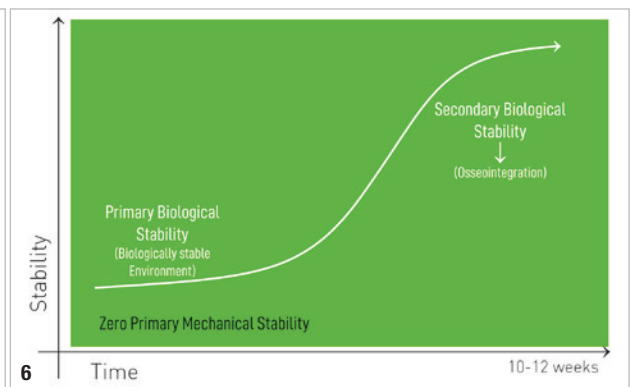 Stability
Secondary Biological
Stability
(Osseointegration)
Primary Biological
Stability
(Biologically stable
Environment)
Zero Primary Mechanical Stability
6
Time
10-12 weeks